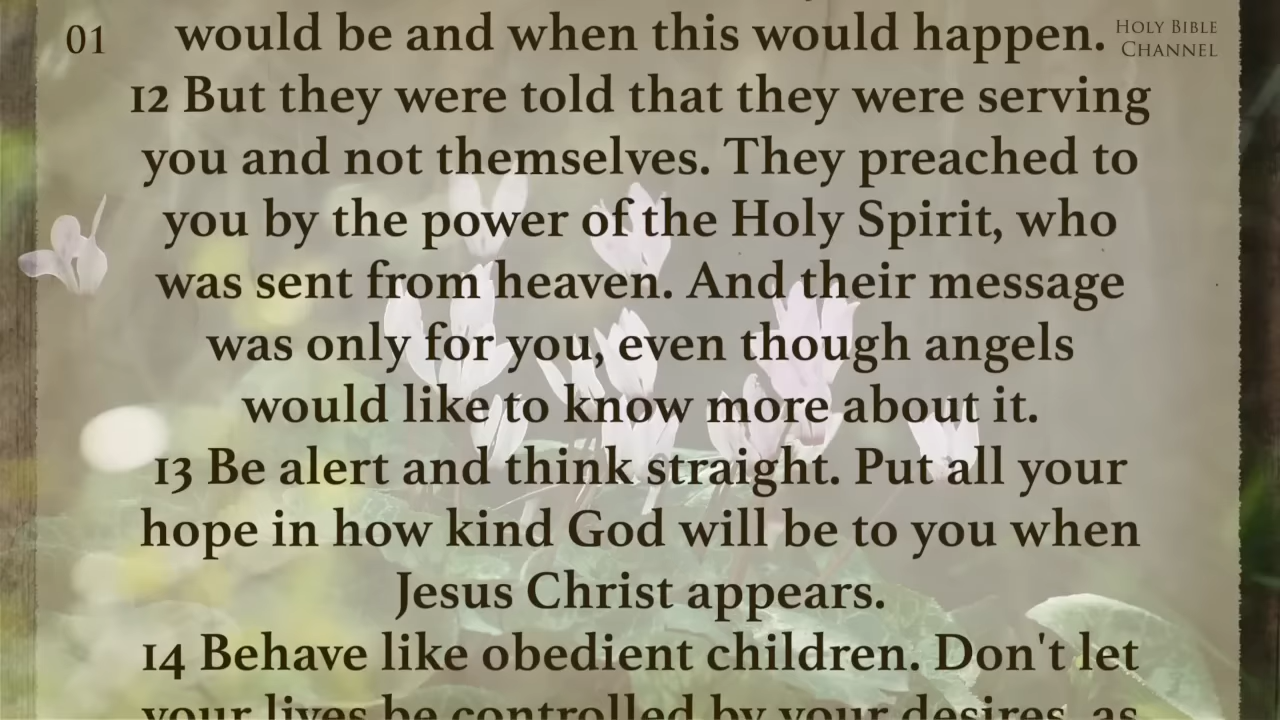 would be and when this would happen.
01
HOLY BIBLE
CHANNEL
12 But they were told that they were serving
you and not themselves. They preached to
you by the power of the Holy Spirit, who
was sent from heaven. And their message
was only for you, even though angels
would like to know more about it.
13 Be alert and think straight. Put all your
hope in how kind God will be to you when
Jesus Christ appears.
14 Behave like obedient children. Don't let
your lives be controlled by your desires, as